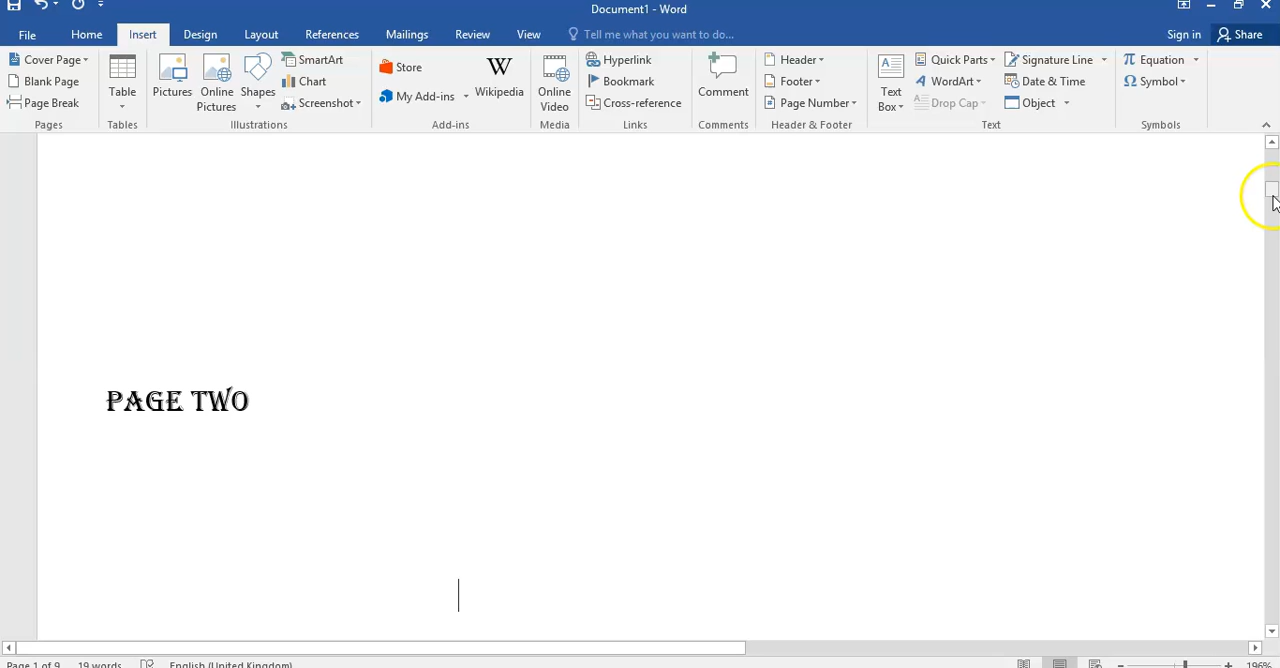 Document1 - Word
File Home Insert Design Layout References Mailings Review View Tell me what you want to do... Sign in Share
Cover Page
Blank Page
Page Break
Pages
Table
Tables
Pictures
Online Pictures
Shapes
SmartArt
Chart
Screenshot
Illustrations
Store
My Add-ins
Wikipedia
Add-ins
Online Video
Media
Hyperlink
Bookmark
Cross-reference
Links
Comment
Comments
Header
Footer
Page Number
Header & Footer
Text Box
Quick Parts
WordArt
Drop Cap
Signature Line
Date & Time
Object
Text
Equation
Symbol
Symbols
PAGE TWO
Page 1 of 9 19 words English (United Kingdom) 196%